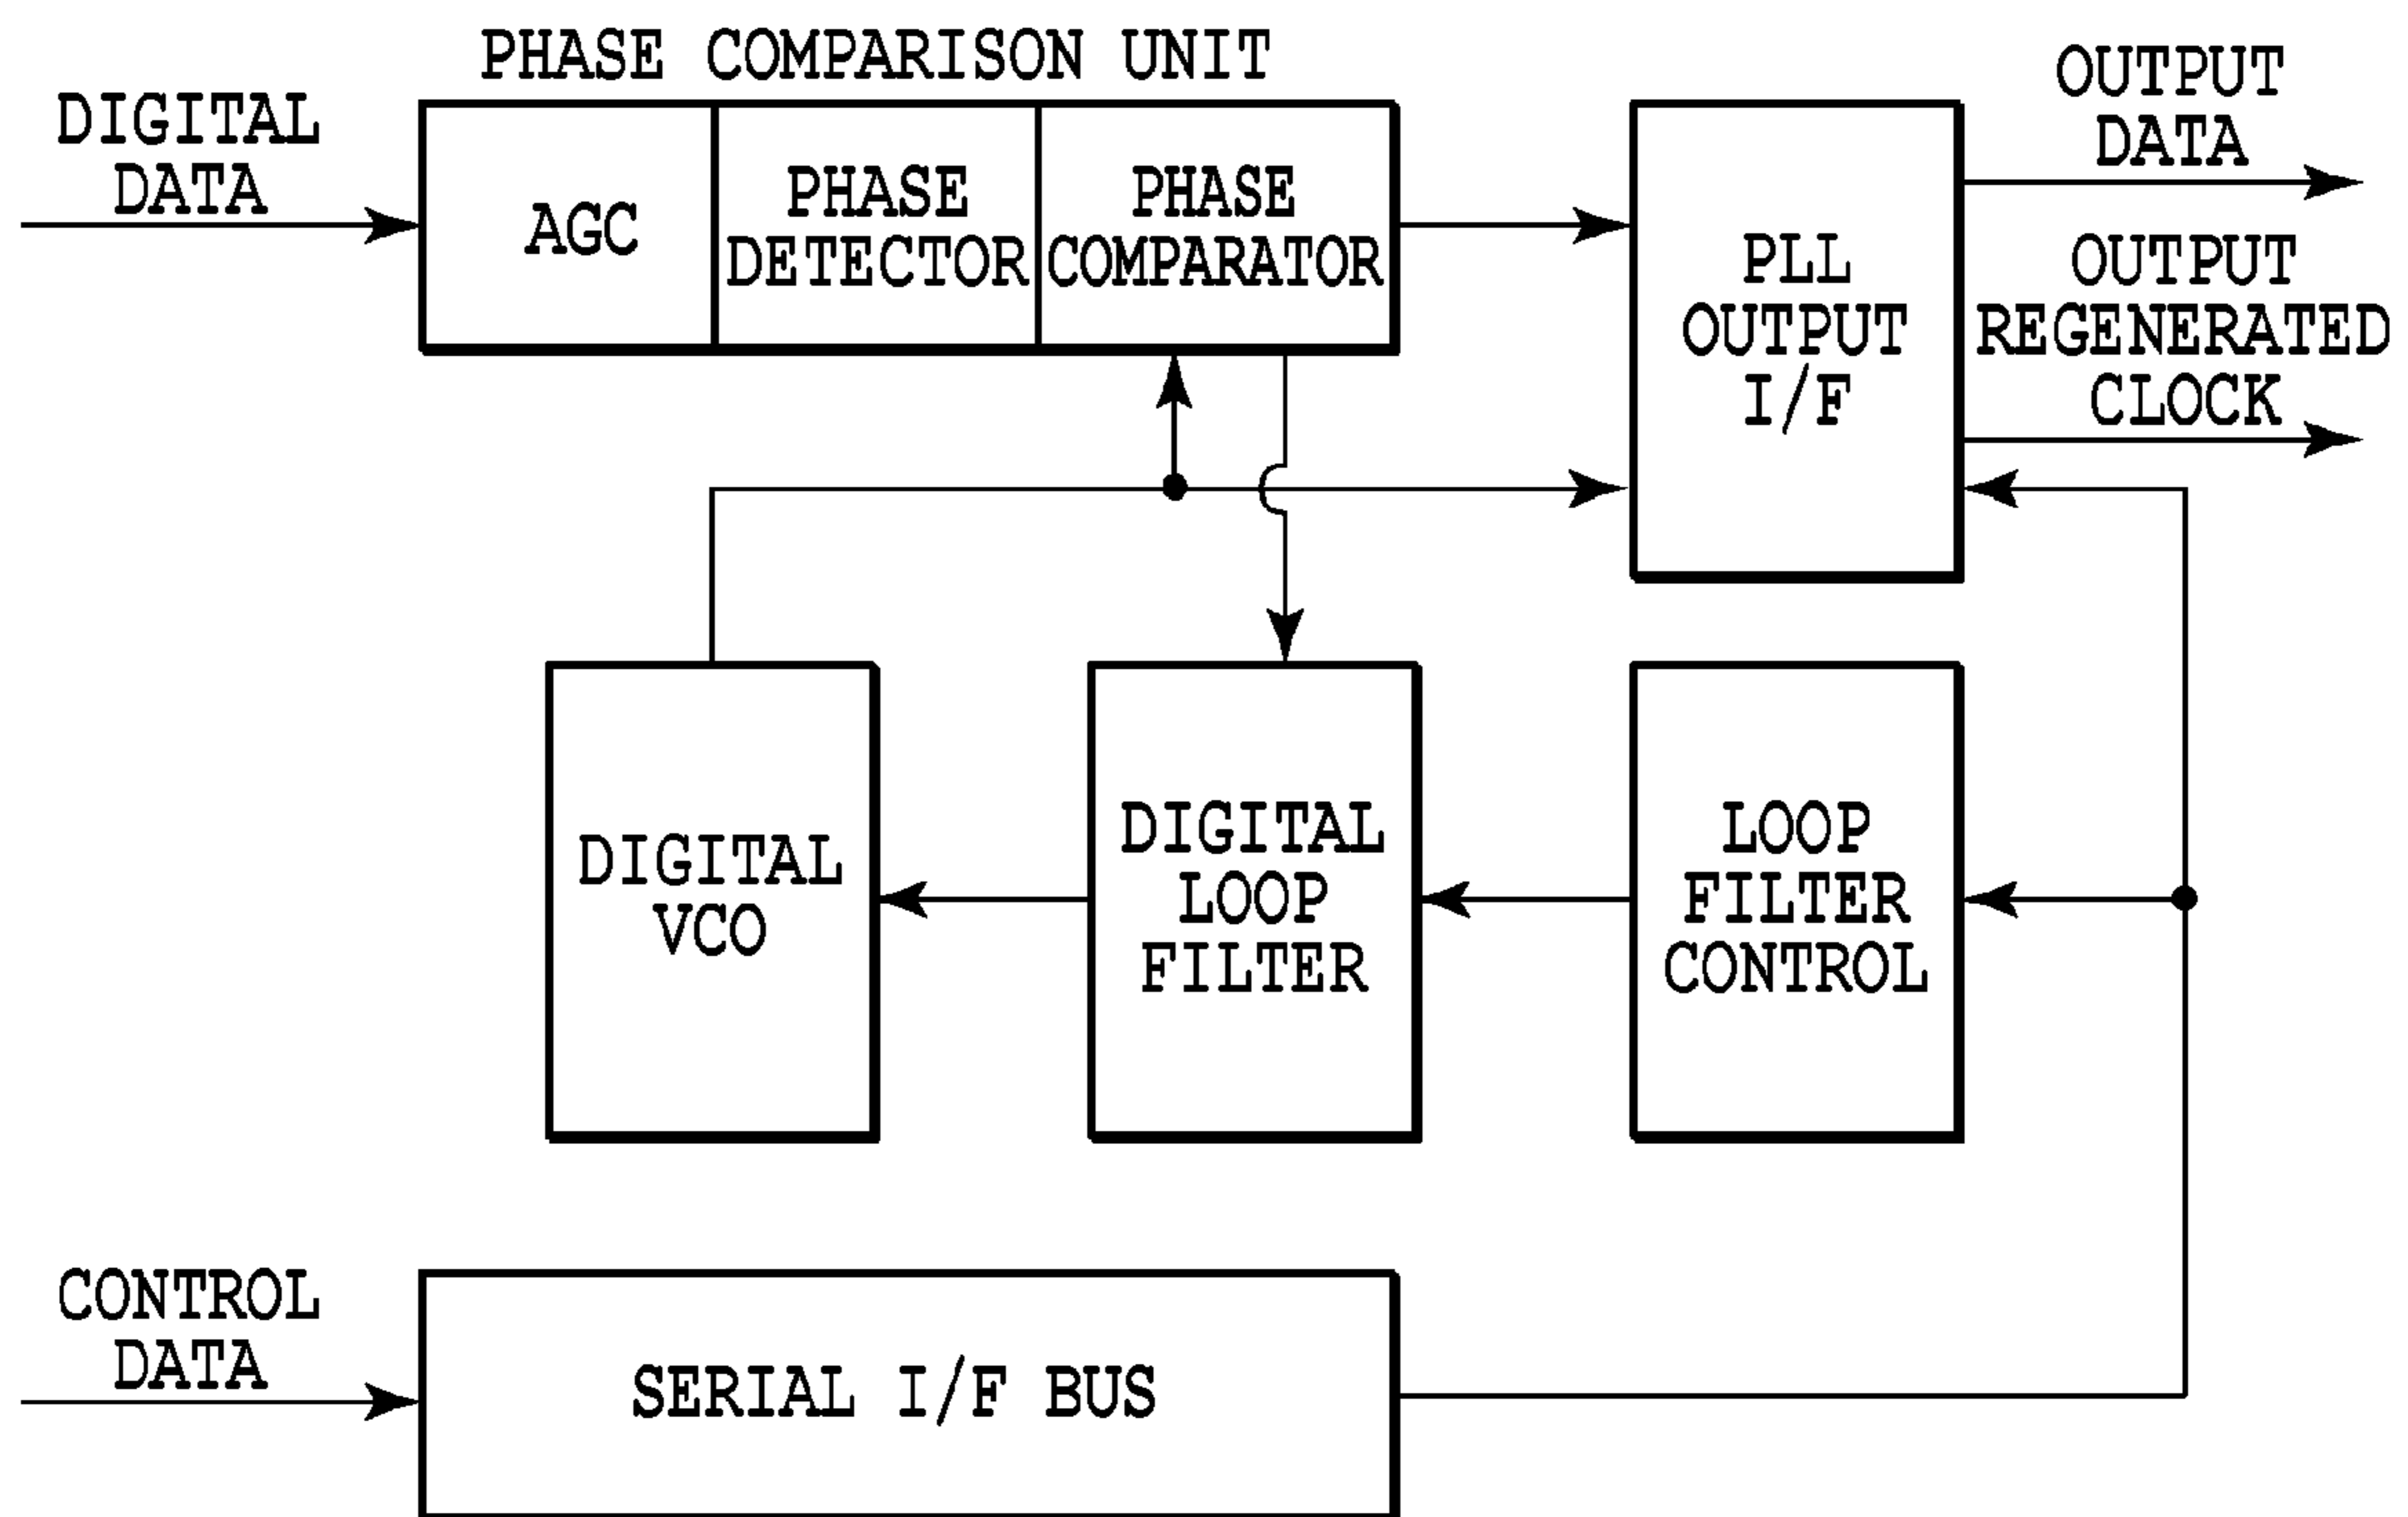 PHASE COMPARISON UNIT
DIGITAL
DATA
AGC
PHASE
DETECTOR
PHASE
COMPARATOR
PLL
OUTPUT
I/F
OUTPUT
DATA
OUTPUT
REGENERATED
CLOCK
DIGITAL
VCO
DIGITAL
LOOP
FILTER
LOOP
FILTER
CONTROL
CONTROL
DATA
SERIAL I/F BUS